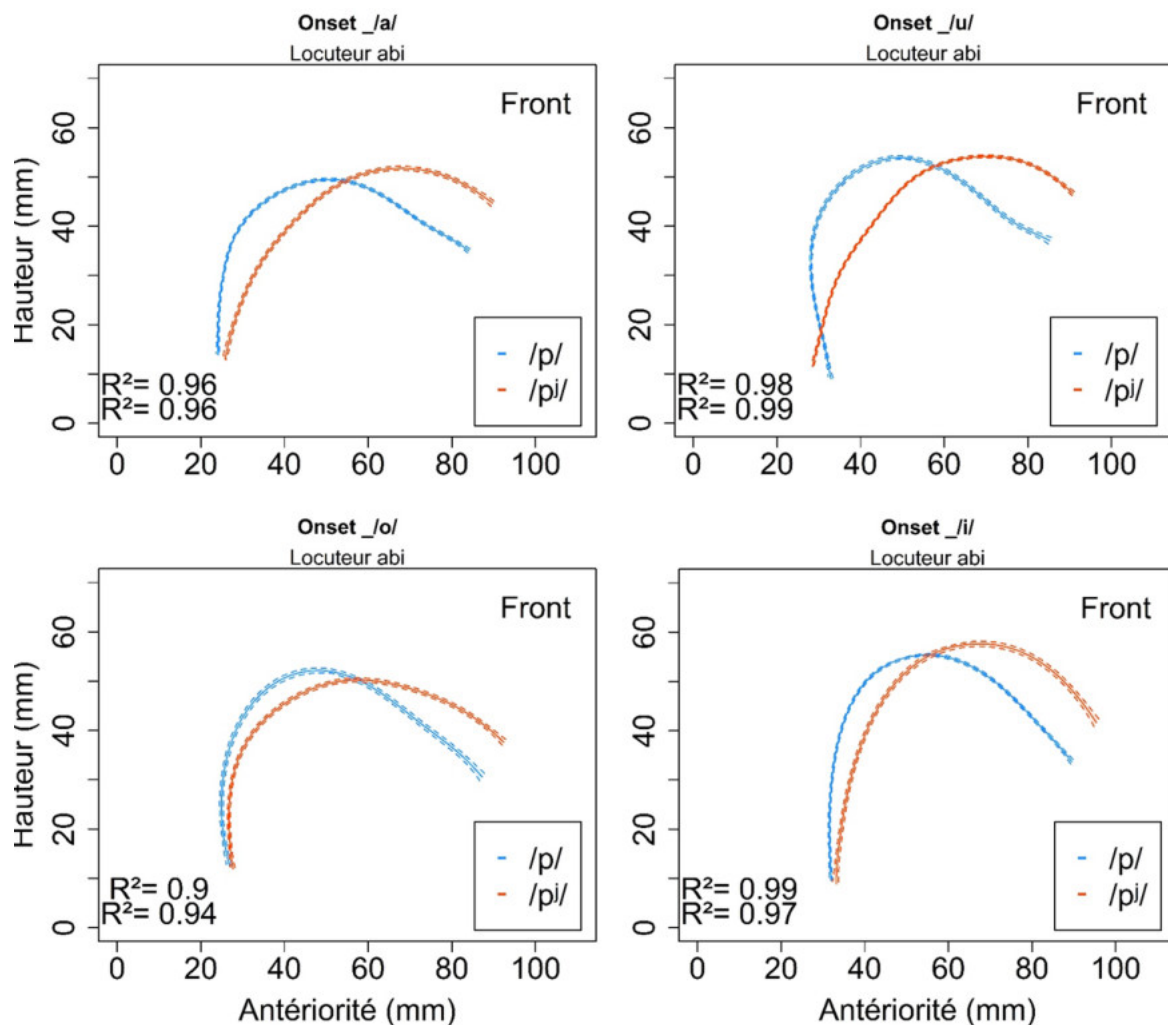 Onset _/a/
Locuteur abi
Front
Hauteur (mm)
60
40
20
0
/p/
/pʲ/
R²= 0.96
R²= 0.96
0 20 40 60 80 100
Onset _/u/
Locuteur abi
Front
60
40
20
0
/p/
/pʲ/
R²= 0.98
R²= 0.99
0 20 40 60 80 100
Onset _/o/
Locuteur abi
Front
Hauteur (mm)
60
40
20
0
/p/
/pʲ/
R²= 0.9
R²= 0.94
0 20 40 60 80 100
Antériorité (mm)
Onset _/i/
Locuteur abi
Front
60
40
20
0
/p/
/pʲ/
R²= 0.99
R²= 0.97
0 20 40 60 80 100
Antériorité (mm)